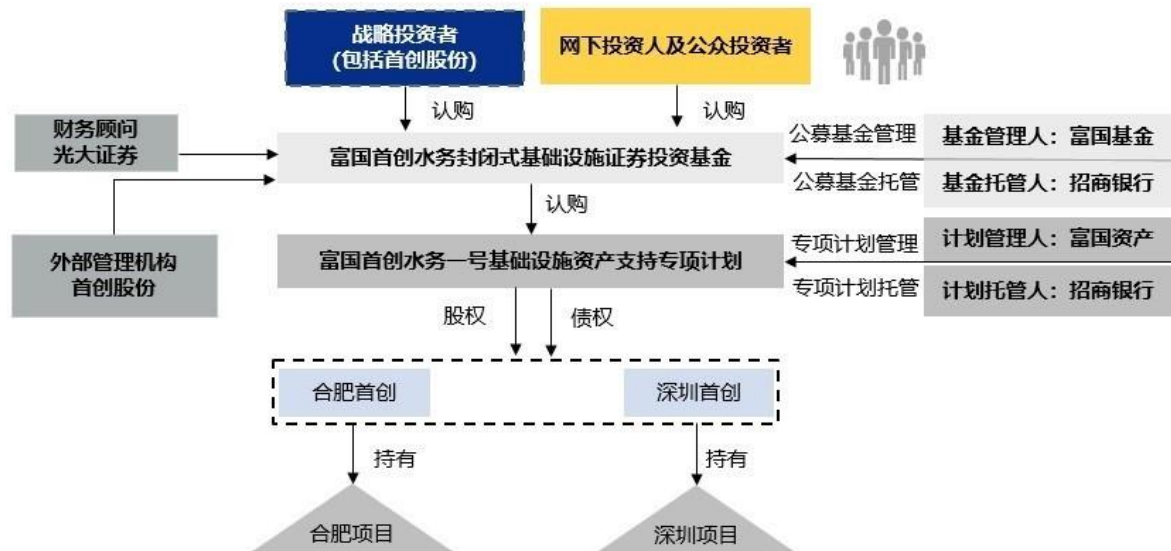 战略投资者
(包括首创股份)
网下投资人及公众投资者
认购
认购
财务顾问
光大证券
富国首创水务封闭式基础设施证券投资基金
公募基金管理
基金管理人：富国基金
公募基金托管
基金托管人：招商银行
认购
外部管理机构
首创股份
富国首创水务一号基础设施资产支持专项计划
专项计划管理
计划管理人：富国资产
专项计划托管
计划托管人：招商银行
股权
债权
合肥首创
深圳首创
持有
持有
合肥项目
深圳项目